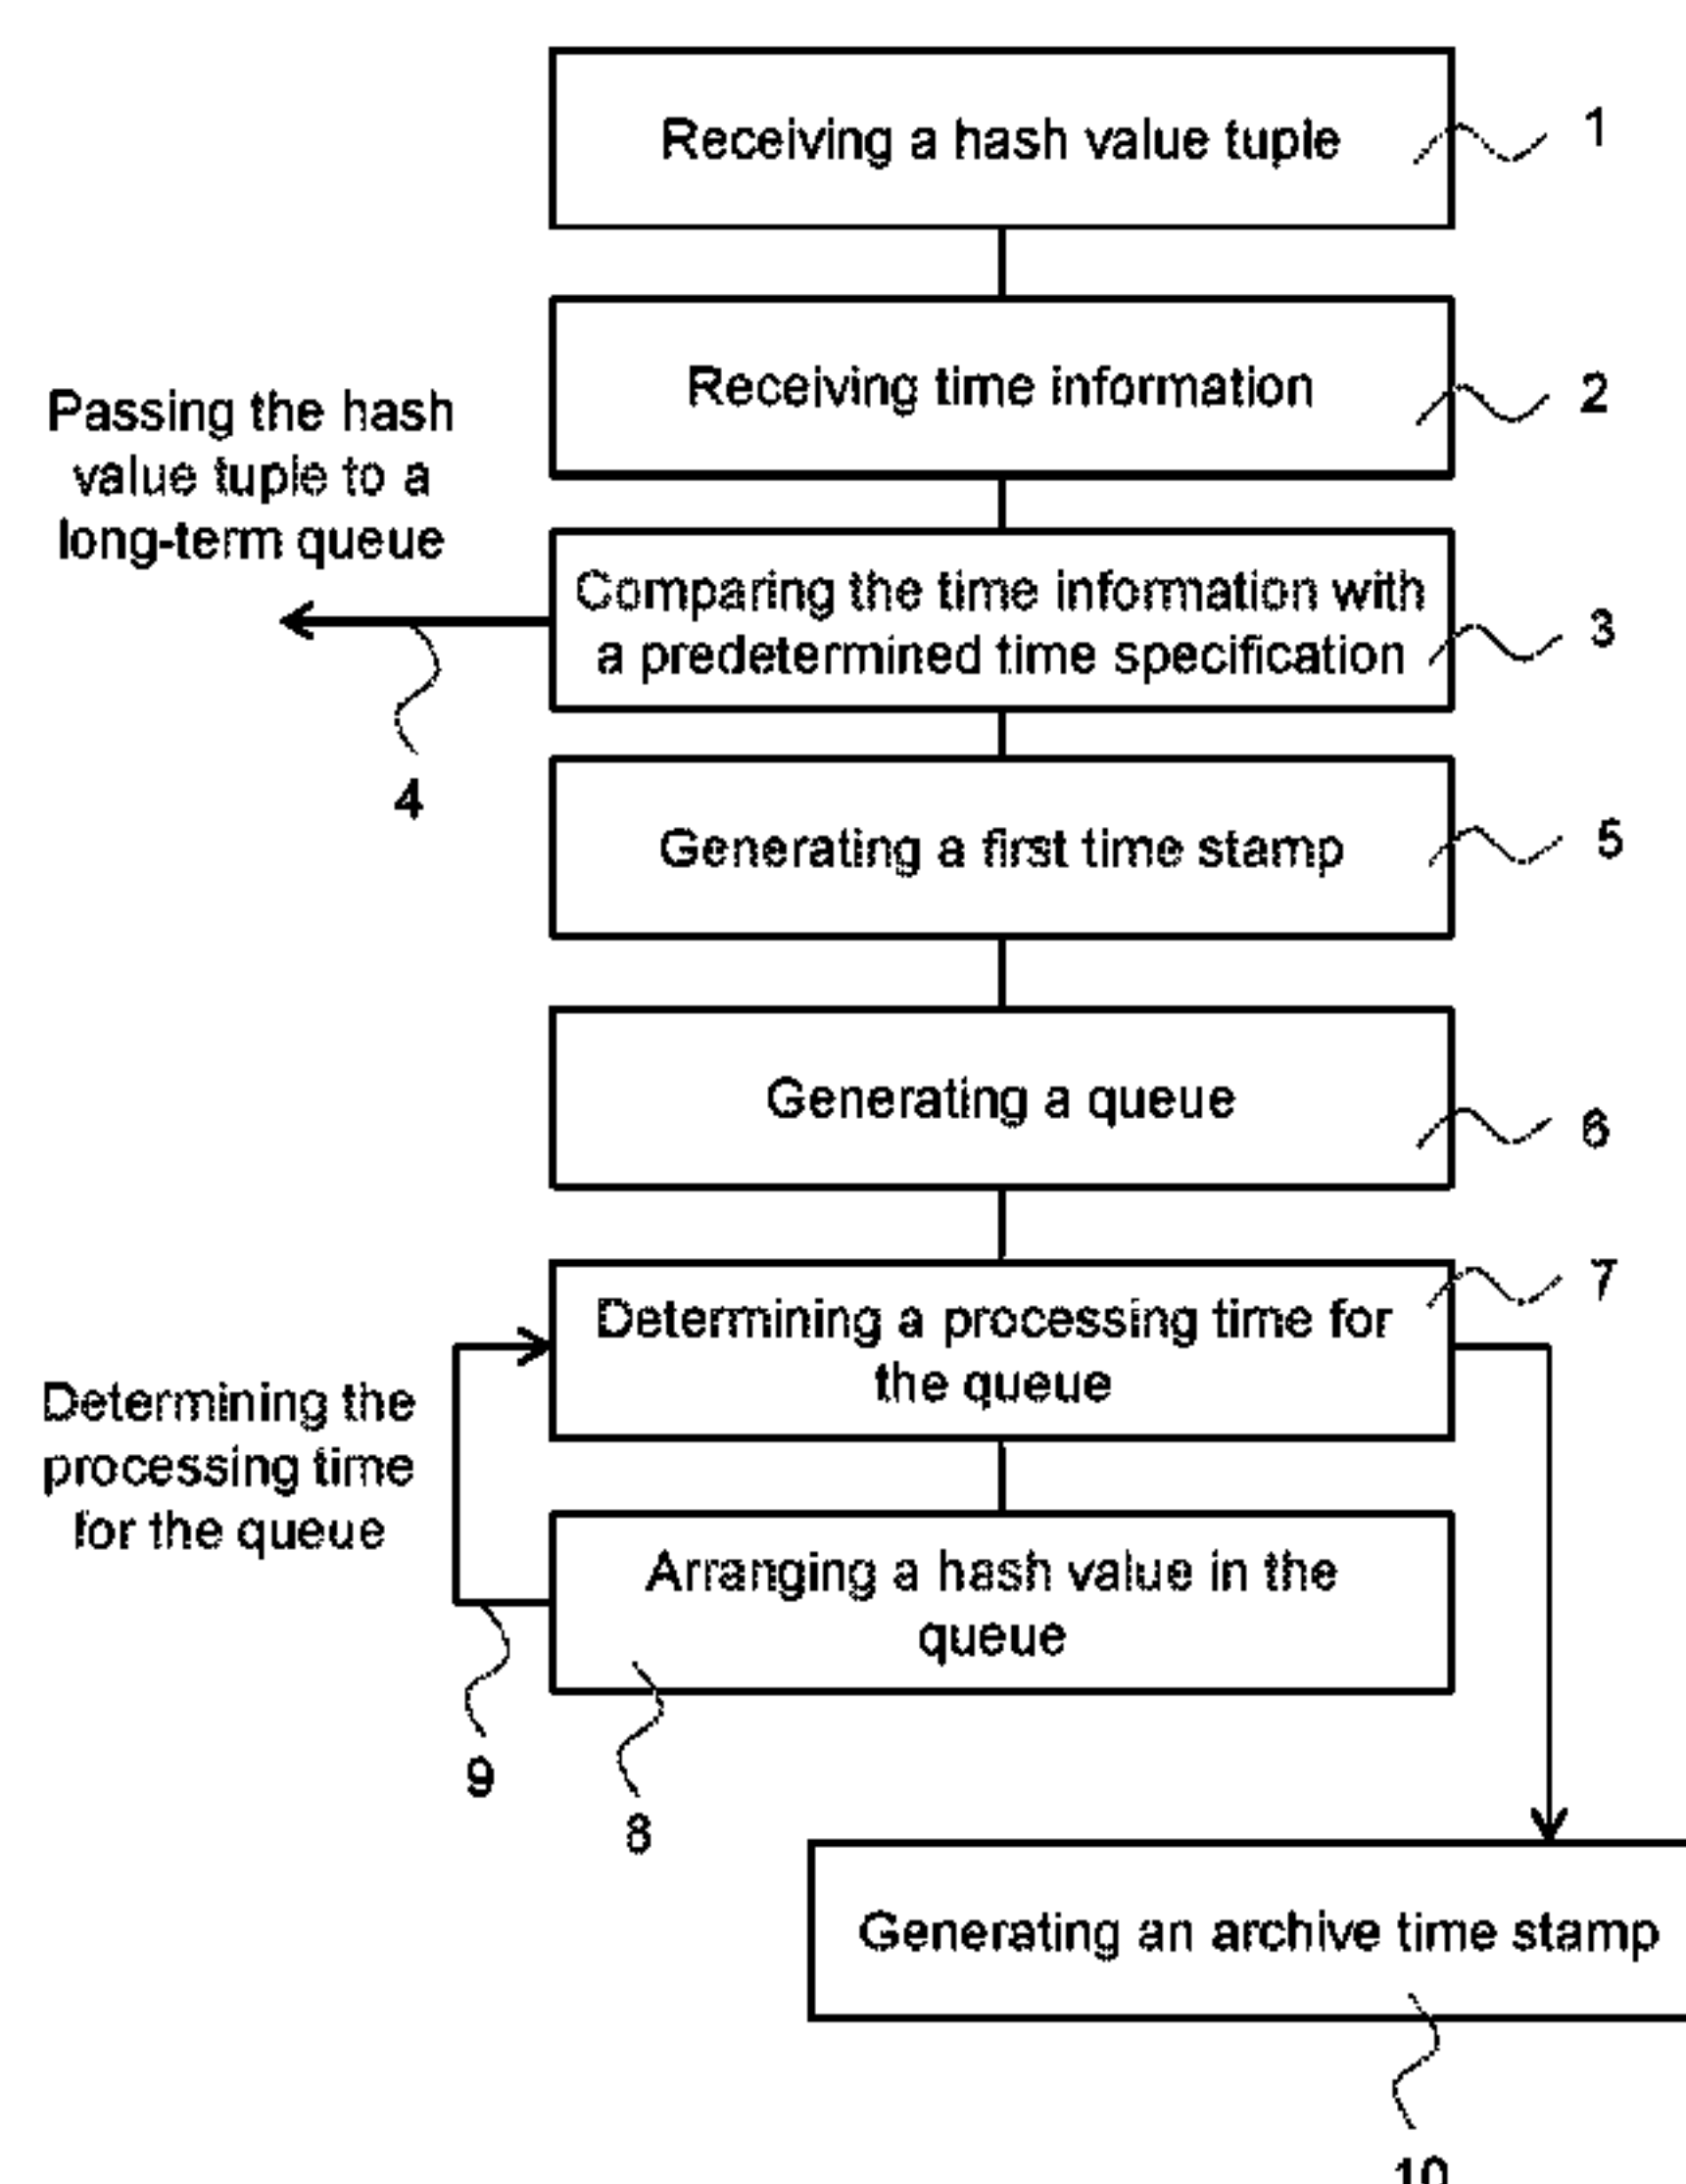 Receiving a hash value tuple
1
Receiving time information
2
Passing the hash
value tuple to a
long-term queue
Comparing the time information with
a predetermined time specification
3
4
Generating a first time stamp
5
Generating a queue
6
Determining a processing time for
the queue
7
Determining the
processing time
for the queue
Arranging a hash value in the
queue
9
8
Generating an archive time stamp
10